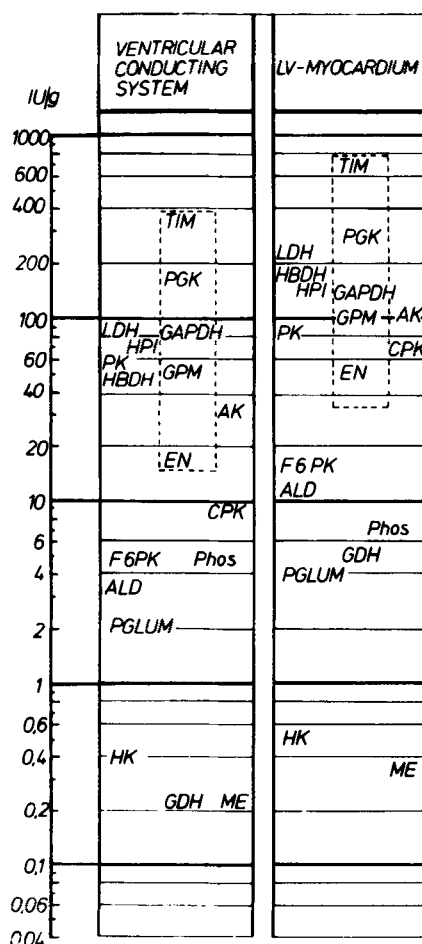 VENTRICULAR
CONDUCTING
SYSTEM
LV-MYOCARDIUM
IU/g
1000
600
400
200
100
60
40
20
10
6
4
2
1
0,6
0,4
0,2
0,1
0,06
0,04
TIM
PGK
LDH
HPI
GAPDH
PK
HBDH
GPM
AK
EN
CPK
F6PK
Phos
ALD
PGLUM
HK
GDH
ME
TIM
PGK
LDH
HBDH
HPI
GAPDH
GPM
AK
PK
CPK
EN
F6PK
ALD
Phos
GDH
PGLUM
HK
ME